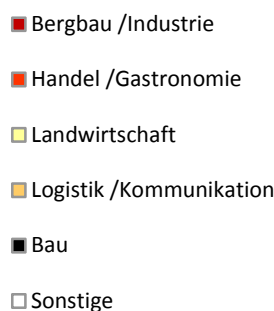 Bergbau /Industrie
Handel /Gastronomie
Landwirtschaft
Logistik /Kommunikation
Bau
Sonstige